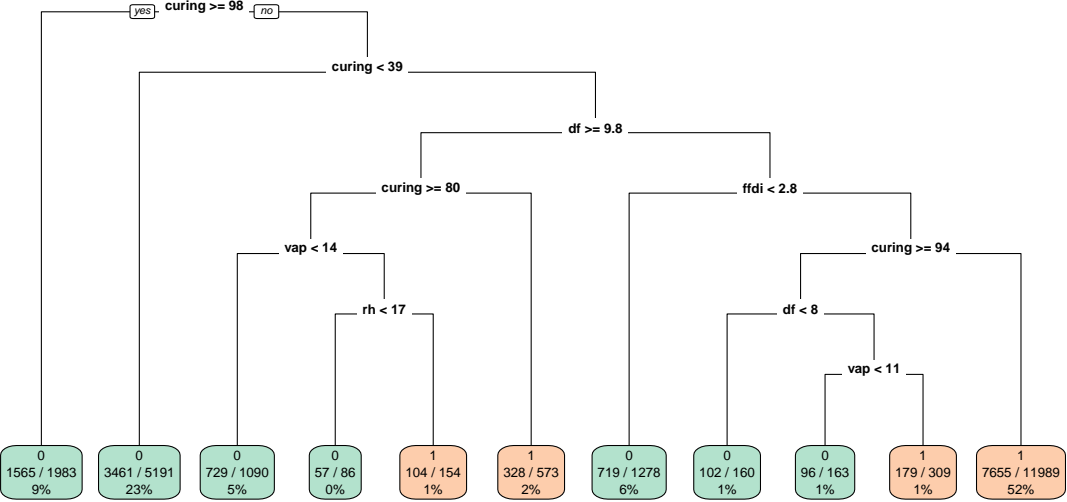 yes curing >= 98 no
curing < 39
df >= 9.8
curing >= 80
ffdi < 2.8
vap < 14
curing >= 94
rh < 17
df < 8
vap < 11
0
1565 / 1983
9%
0
3461 / 5191
23%
0
729 / 1090
5%
0
57 / 86
0%
1
104 / 154
1%
1
328 / 573
2%
0
719 / 1278
6%
0
102 / 160
1%
0
96 / 163
1%
1
179 / 309
1%
1
7655 / 11989
52%